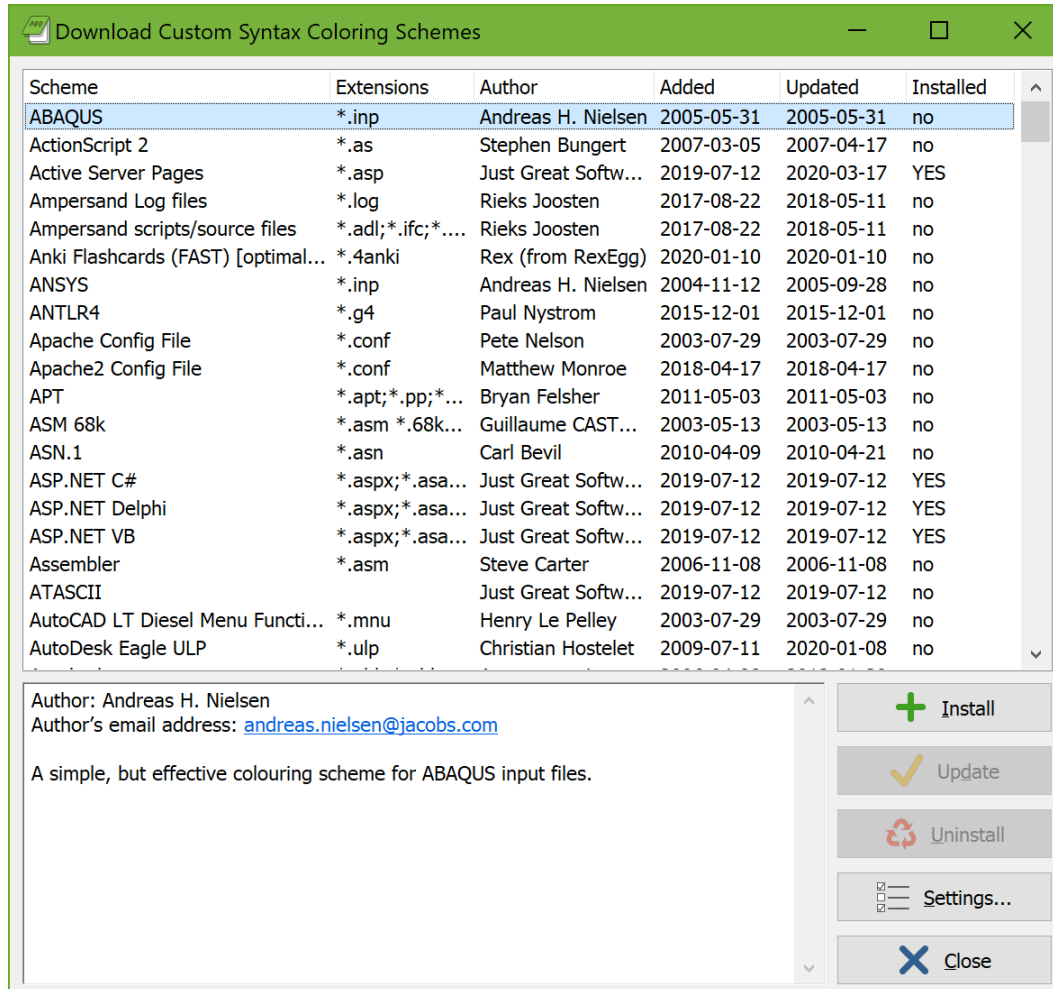 Download Custom Syntax Coloring Schemes
Scheme Extensions Author Added Updated Installed
ABAQUS *.inp Andreas H. Nielsen 2005-05-31 2005-05-31 no
ActionScript 2 *.as Stephen Bungert 2007-03-05 2007-04-17 no
Active Server Pages *.asp Just Great Softw... 2019-07-12 2020-03-17 YES
Ampersand Log files *.log Rieks Joosten 2017-08-22 2018-05-11 no
Ampersand scripts/source files *.adl;*.ifc;*.... Rieks Joosten 2017-08-22 2018-05-11 no
Anki Flashcards (FAST) [optimal... *.4anki Rex (from RexEgg) 2020-01-10 2020-01-10 no
ANSYS *.inp Andreas H. Nielsen 2004-11-12 2005-09-28 no
ANTLR4 *.g4 Paul Nystrom 2015-12-01 2015-12-01 no
Apache Config File *.conf Pete Nelson 2003-07-29 2003-07-29 no
Apache2 Config File *.conf Matthew Monroe 2018-04-17 2018-04-17 no
APT *.apt;*.pp;*... Bryan Felsher 2011-05-03 2011-05-03 no
ASM 68k *.asm *.68k... Guillaume CAST... 2003-05-13 2003-05-13 no
ASN.1 *.asn Carl Bevil 2010-04-09 2010-04-21 no
ASP.NET C# *.aspx;*.asa... Just Great Softw... 2019-07-12 2019-07-12 YES
ASP.NET Delphi *.aspx;*.asa... Just Great Softw... 2019-07-12 2019-07-12 YES
ASP.NET VB *.aspx;*.asa... Just Great Softw... 2019-07-12 2019-07-12 YES
Assembler *.asm Steve Carter 2006-11-08 2006-11-08 no
ATASCII Just Great Softw... 2019-07-12 2019-07-12 no
AutoCAD LT Diesel Menu Functi... *.mnu Henry Le Pelley 2003-07-29 2003-07-29 no
AutoDesk Eagle ULP *.ulp Christian Hostelet 2009-07-11 2020-01-08 no
Author: Andreas H. Nielsen
Author’s email address: andreas.nielsen@jacobs.com
A simple, but effective colouring scheme for ABAQUS input files.
Install
Update
Uninstall
Settings...
Close